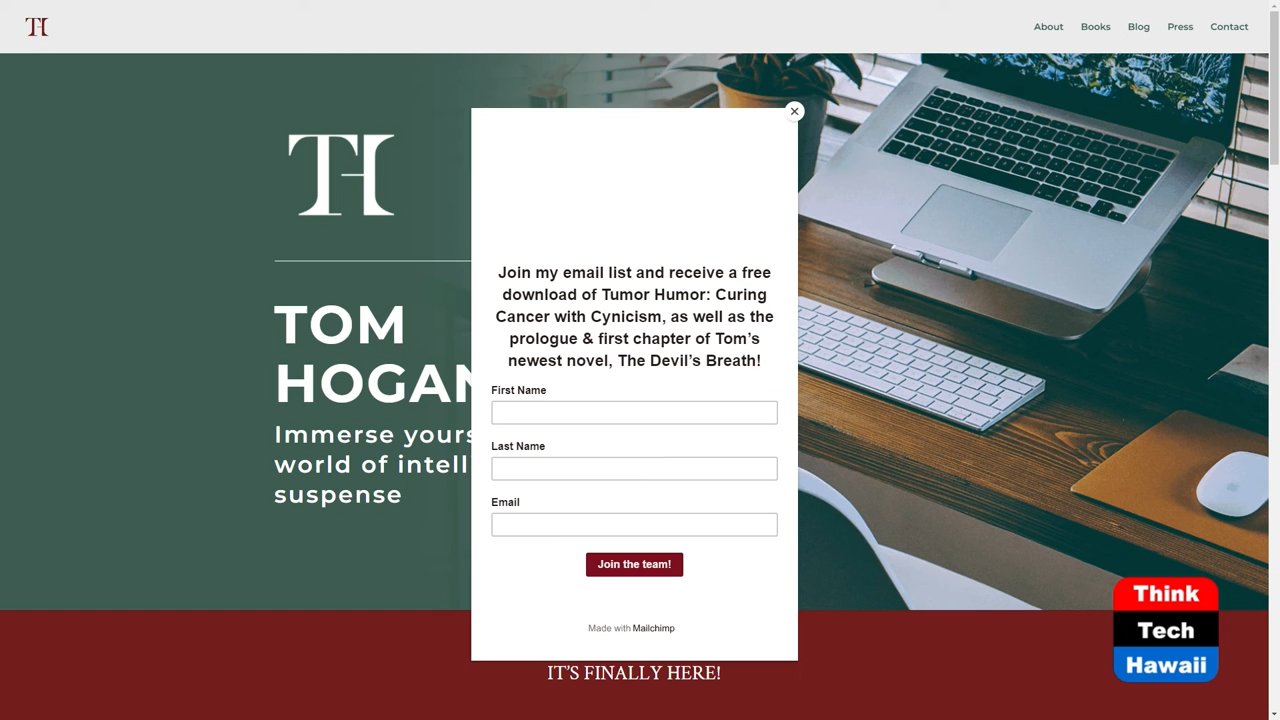 TH
About
Books
Blog
Press
Contact
TH
TOM
HOGAN
Immerse yours
world of intell
suspense
Join my email list and receive a free
download of Tumor Humor: Curing
Cancer with Cynicism, as well as the
prologue & first chapter of Tom’s
newest novel, The Devil’s Breath!
First Name
Last Name
Email
Join the team!
Made with Mailchimp
IT’S FINALLY HERE!
Think
Tech
Hawaii